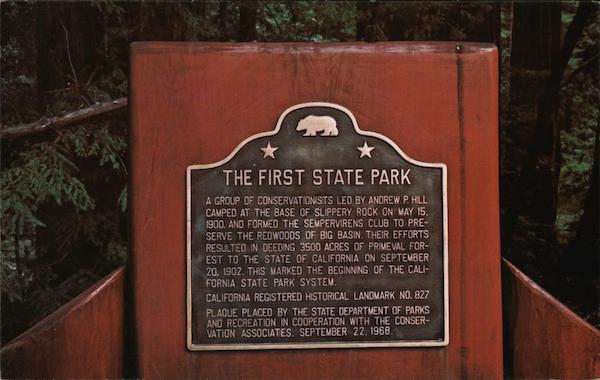 THE FIRST STATE PARK
A GROUP OF CONSERVATIONISTS LED BY ANDREW P. HILL
CAMPED AT THE BASE OF SLIPPERY ROCK ON MAY 15,
1900, AND FORMED THE SEMPERVIRENS CLUB TO PRE-
SERVE THE REDWOODS OF BIG BASIN. THEIR EFFORTS
RESULTED IN DEEDING 3500 ACRES OF PRIMEVAL FOR-
EST TO THE STATE OF CALIFORNIA ON SEPTEMBER
20, 1902. THIS MARKED THE BEGINNING OF THE CALI-
FORNIA STATE PARK SYSTEM.
CALIFORNIA REGISTERED HISTORICAL LANDMARK NO. 827
PLAQUE PLACED BY THE STATE DEPARTMENT OF PARKS
AND RECREATION IN COOPERATION WITH THE CONSER-
VATION ASSOCIATES, SEPTEMBER 22, 1968.